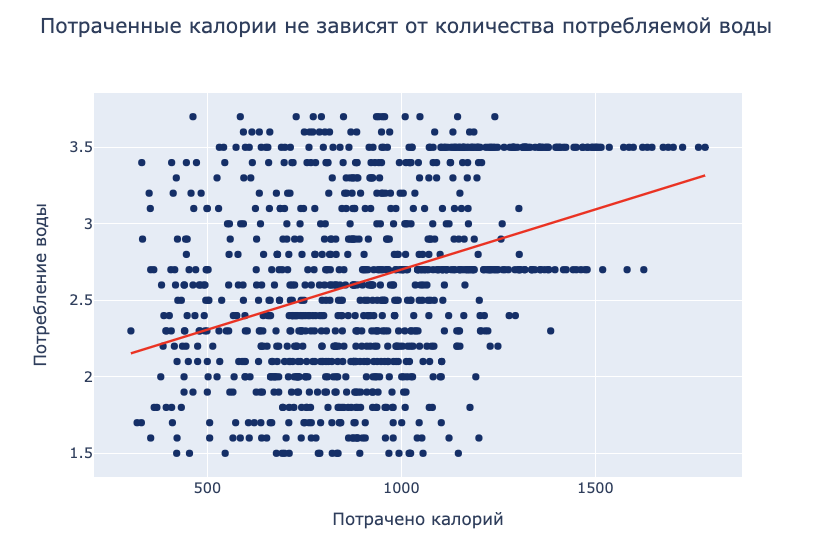 Потраченные калории не зависят от количества потребляемой воды
Потребление воды
3.5
3
2.5
2
1.5
500
1000
1500
Потрачено калорий